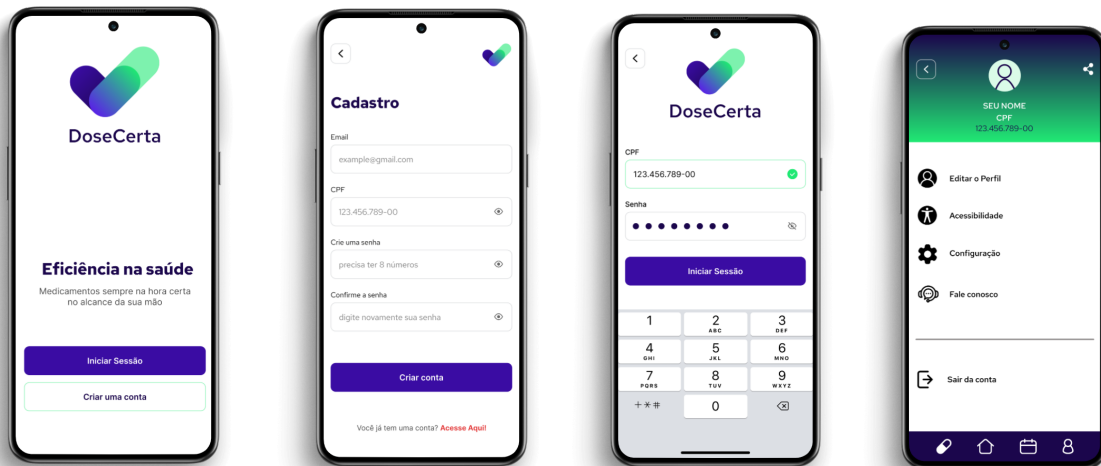 DoseCerta
Eficiência na saúde
Medicamentos sempre na hora certa
no alcance da sua mão
Iniciar Sessão
Criar uma conta
Cadastro
Email
example@gmail.com
CPF
123.456.789-00
Crie uma senha
precisa ter 8 números
Confirme a senha
digite novamente sua senha
Criar conta
Você já tem uma conta? Acesse Aqui!
DoseCerta
CPF
123.456.789-00
Senha
Iniciar Sessão
1 2 3
ABC DEF
4 5 6
GHI JKL MNO
7 8 9
PQRS TUV WXYZ
+*# 0
SEU NOME
CPF
123.456.789-00
Editar o Perfil
Acessibilidade
Configuração
Fale conosco
Sair da conta